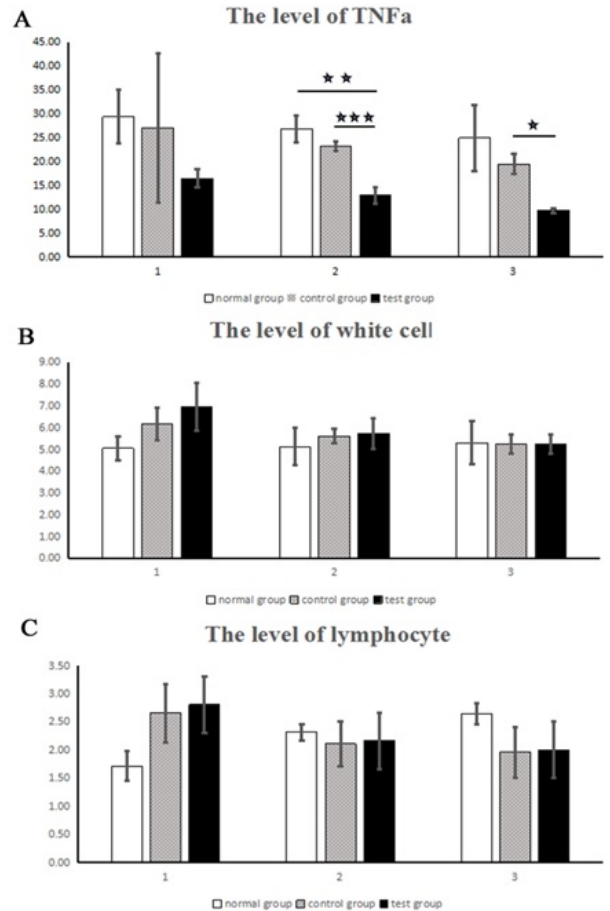 A
The level of TNFa
45.00
40.00
35.00
30.00
25.00
20.00
15.00
10.00
5.00
0.00
1 2 3
normal group control group test group
B
The level of white cell
9.00
8.00
7.00
6.00
5.00
4.00
3.00
2.00
1.00
0.00
1 2 3
normal group control group test group
C
The level of lymphocyte
3.50
3.00
2.50
2.00
1.50
1.00
0.50
0.00
1 2 3
normal group control group test group